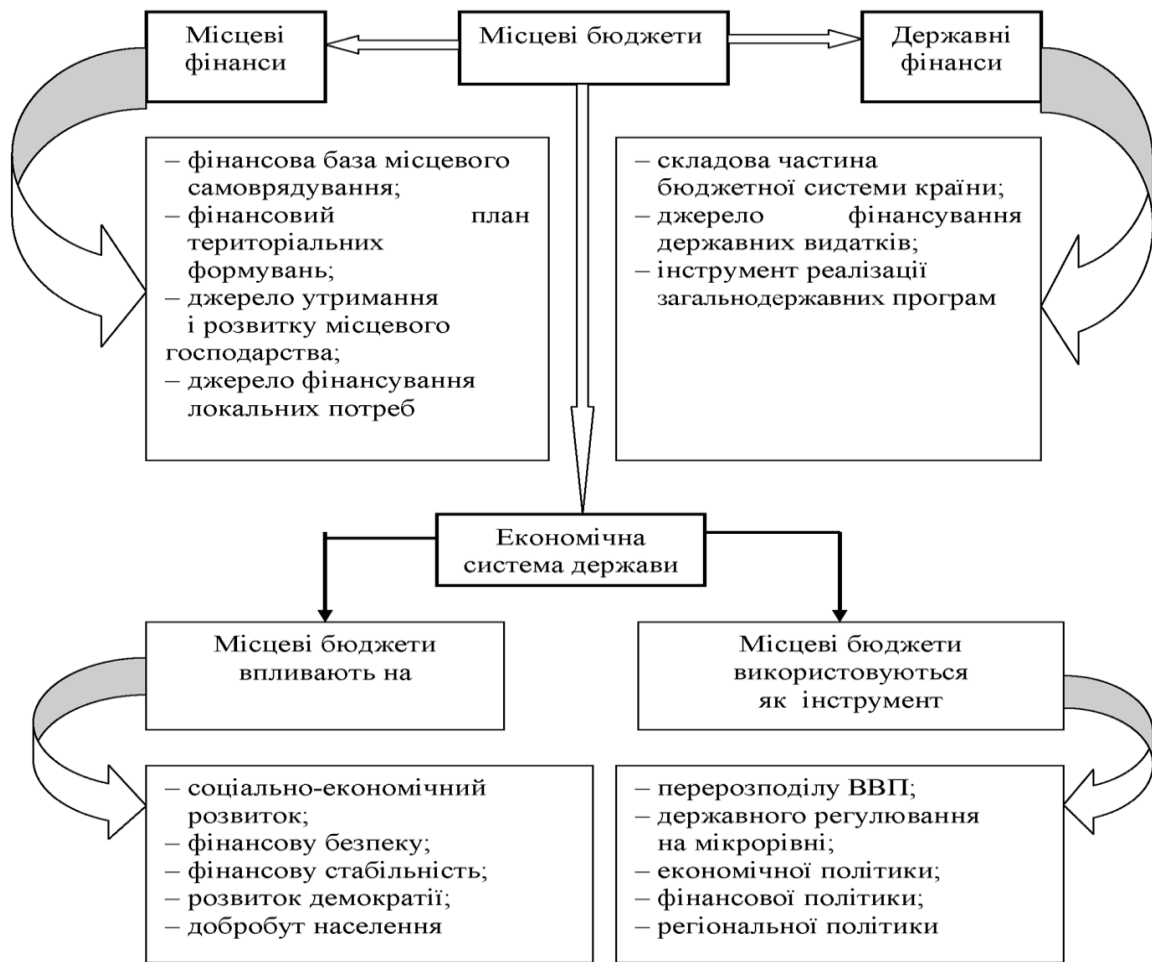 Місцеві
фінанси
Місцеві бюджети
Державні
фінанси
– фінансова база місцевого
самоврядування;
– фінансовий план
територіальних
формувань;
– джерело утримання
і розвитку місцевого
господарства;
– джерело фінансування
локальних потреб
– складова частина
бюджетної системи країни;
– джерело фінансування
державних видатків;
– інструмент реалізації
загальнодержавних програм
Економічна
система держави
Місцеві бюджети
впливають на
Місцеві бюджети
використовуються
як інструмент
– соціально-економічний
розвиток;
– фінансову безпеку;
– фінансову стабільність;
– розвиток демократії;
– добробут населення
– перерозподілу ВВП;
– державного регулювання
на мікрорівні;
– економічної політики;
– фінансової політики;
– регіональної політики